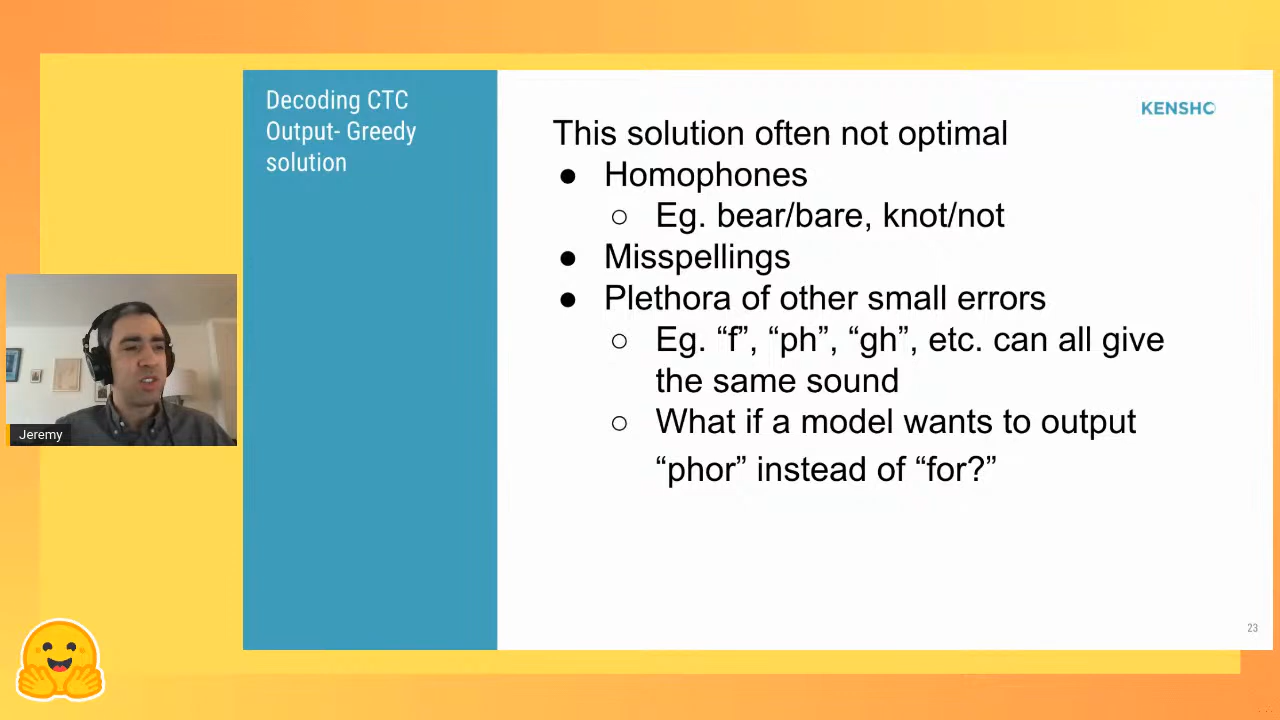 Decoding CTC
Output- Greedy
solution
KENSHO
This solution often not optimal
● Homophones
○ Eg. bear/bare, knot/not
● Misspellings
● Plethora of other small errors
○ Eg. “f”, “ph”, “gh”, etc. can all give
the same sound
○ What if a model wants to output
“phor” instead of “for?”
Jeremy
23